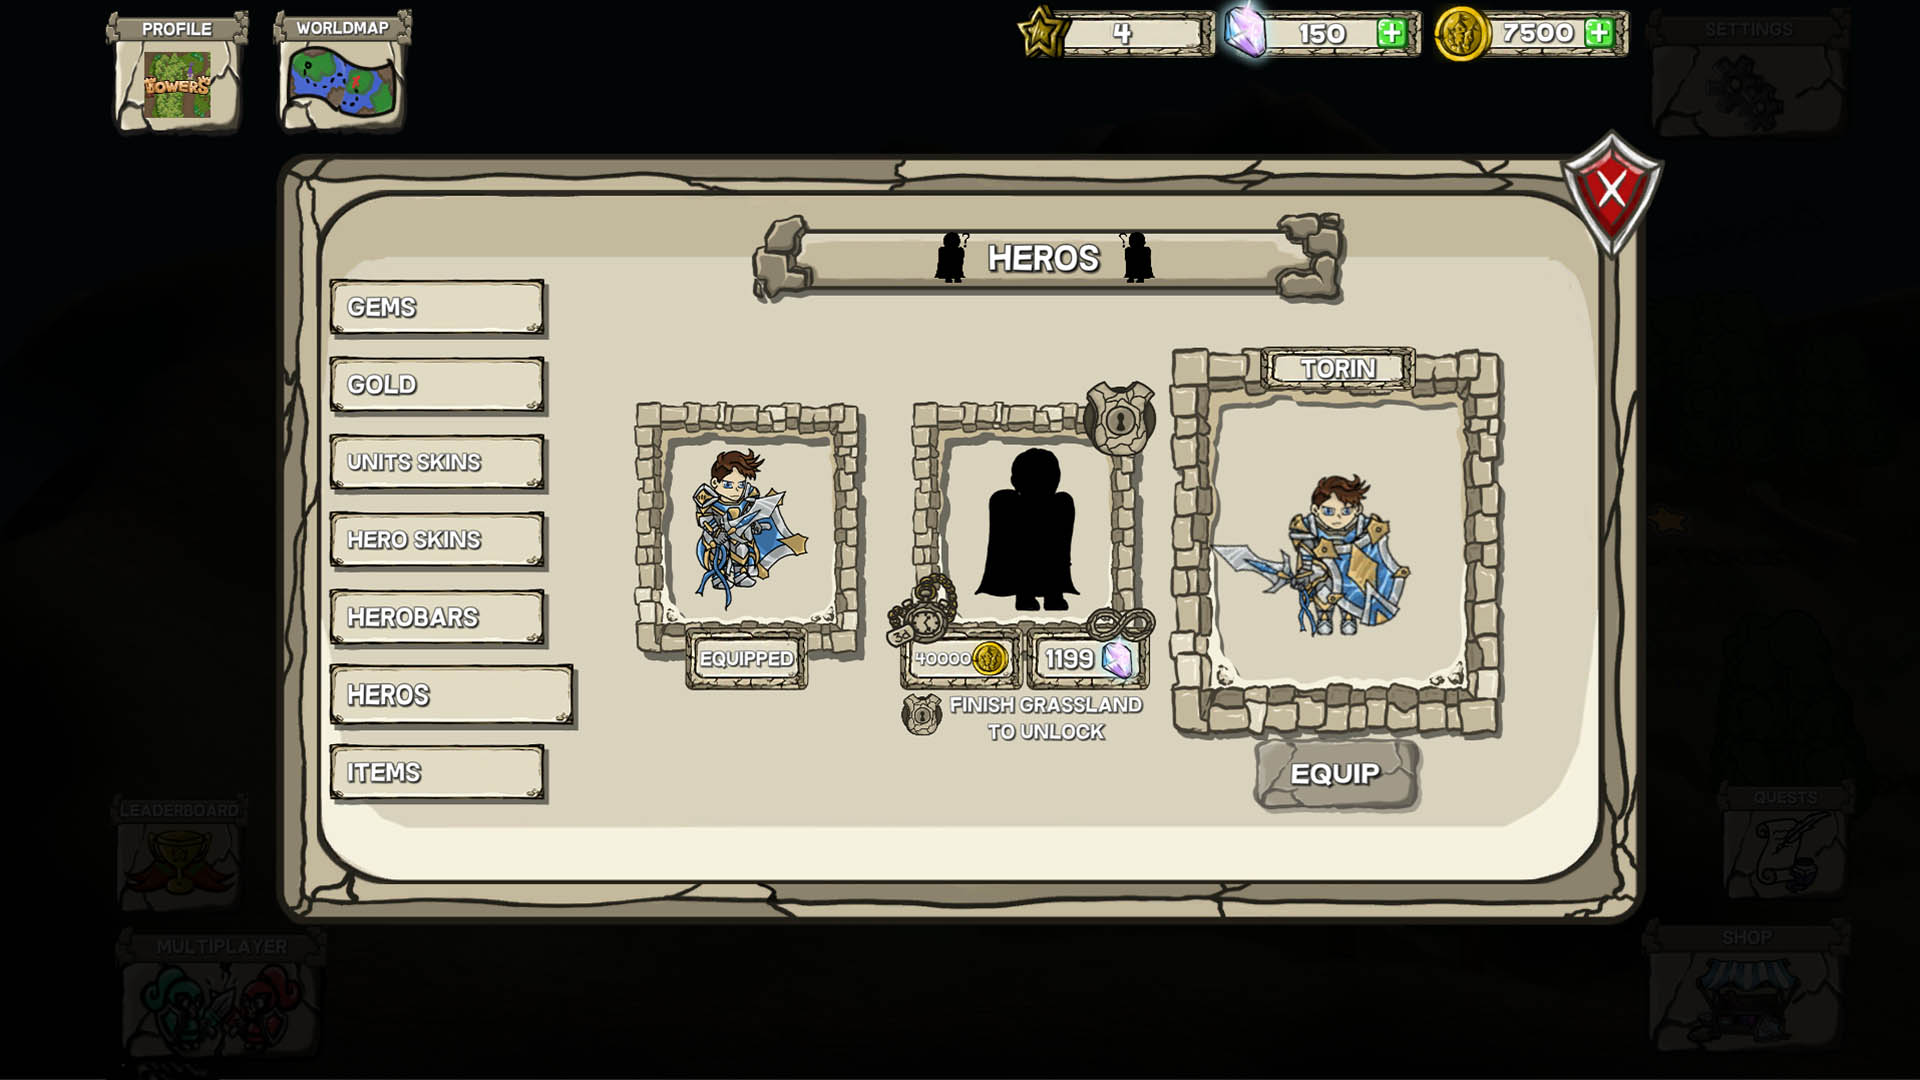 PROFILE
TOWERS
WORLDMAP
4
150
7500
SETTINGS
HEROS
GEMS
GOLD
UNITS SKINS
HERO SKINS
HEROBARS
HEROS
ITEMS
EQUIPPED
3d
40000
1199
FINISH GRASSLAND
TO UNLOCK
TORIN
EQUIP
LEADERBOARD
MULTIPLAYER
QUESTS
SHOP